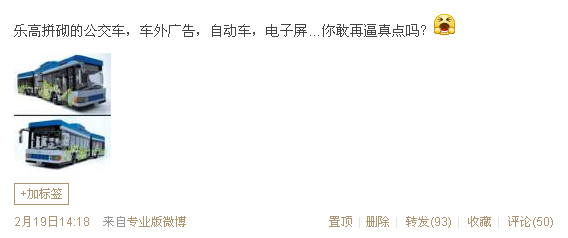 乐高拼砌的公交车，车外广告，自动车，电子屏...你敢再逼真点吗？
+加标签
2月19日14:18 来自专业版微博 置顶 | 删除 | 转发(93) | 收藏 | 评论(50)